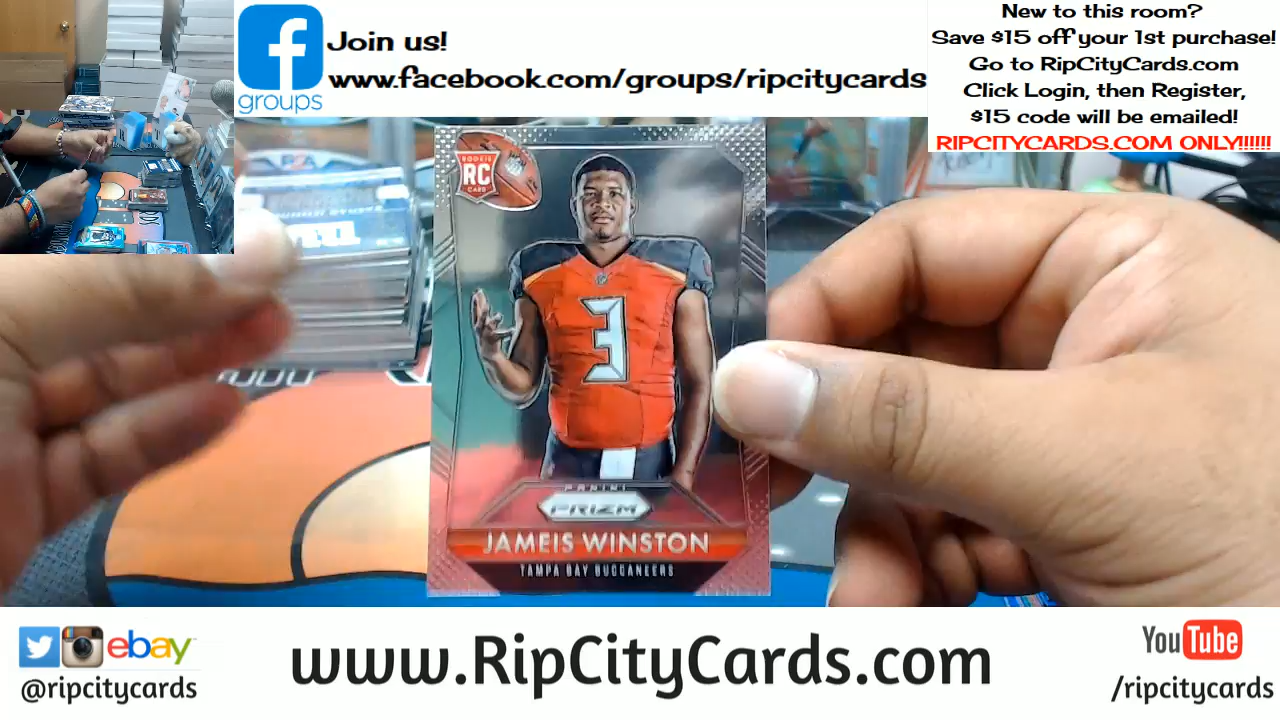 Join us!
www.facebook.com/groups/ripcitycards
groups
New to this room?
Save $15 off your 1st purchase!
Go to RipCityCards.com
Click Login, then Register,
$15 code will be emailed!
RIPCITYCARDS.COM ONLY!!!!!!
ROOKIE
RC
CARD
3
PANINI
PRIZM
JAMEIS WINSTON
TAMPA BAY BUCCANEERS
ebay
@ripcitycards
www.RipCityCards.com
YouTube
/ripcitycards